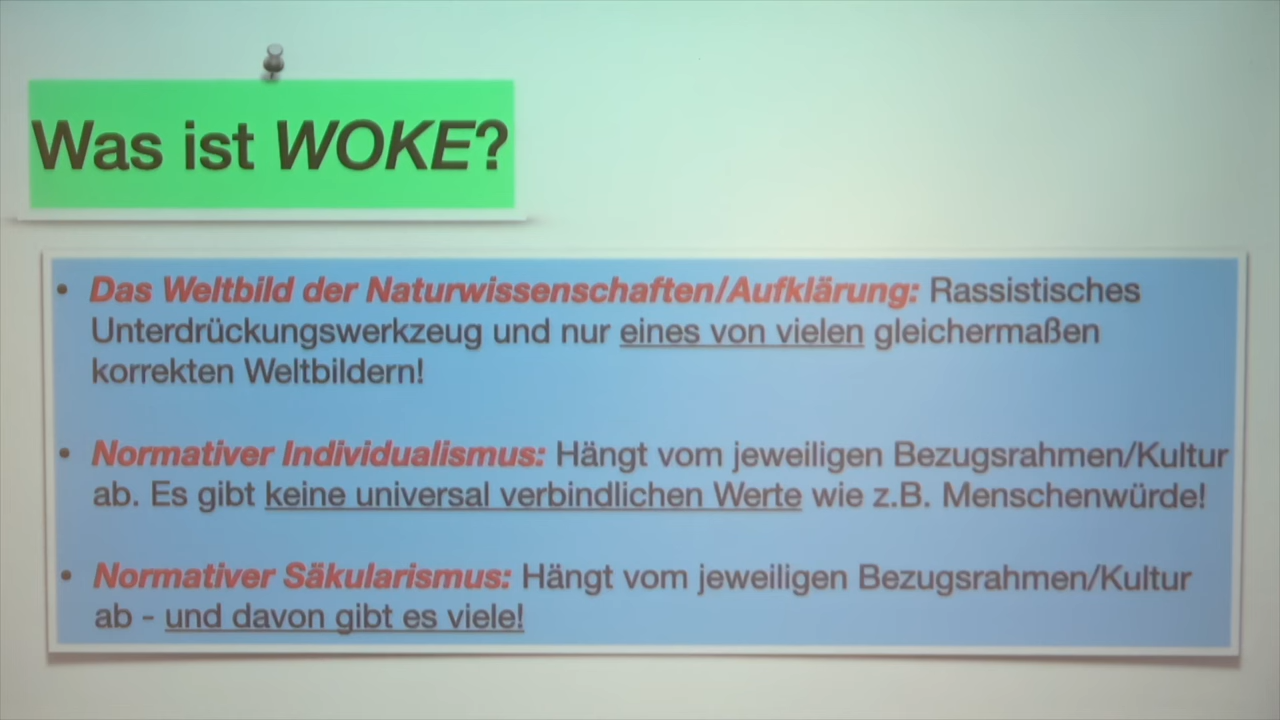 Was ist WOKE?
• Das Weltbild der Naturwissenschaften/Aufklärung: Rassistisches
Unterdrückungswerkzeug und nur eines von vielen gleichermaßen
korrekten Weltbildern!
• Normativer Individualismus: Hängt vom jeweiligen Bezugsrahmen/Kultur
ab. Es gibt keine universal verbindlichen Werte wie z.B. Menschenwürde!
• Normativer Säkularismus: Hängt vom jeweiligen Bezugsrahmen/Kultur
ab - und davon gibt es viele!